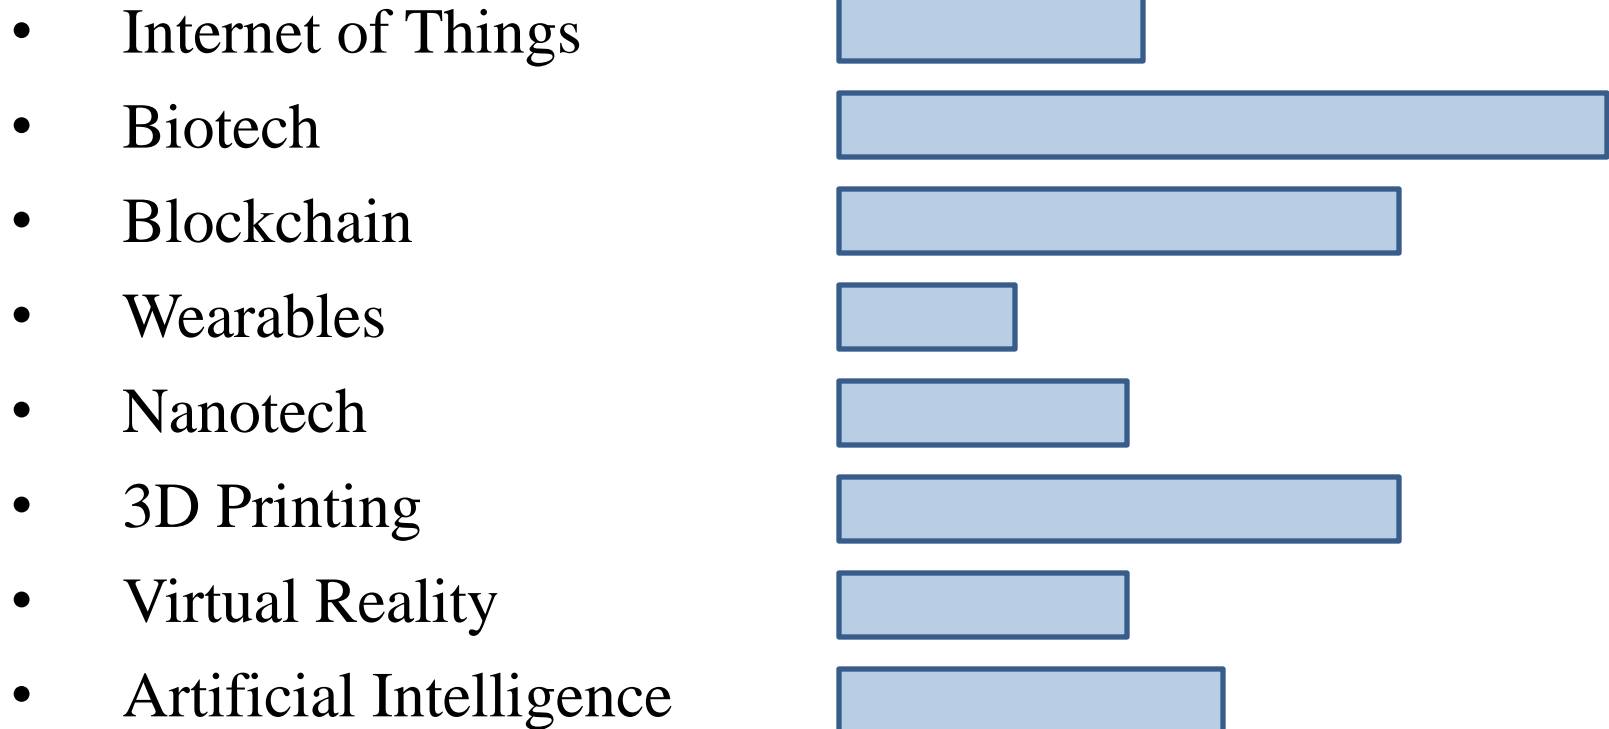 • Internet of Things
• Biotech
• Blockchain
• Wearables
• Nanotech
• 3D Printing
• Virtual Reality
• Artificial Intelligence